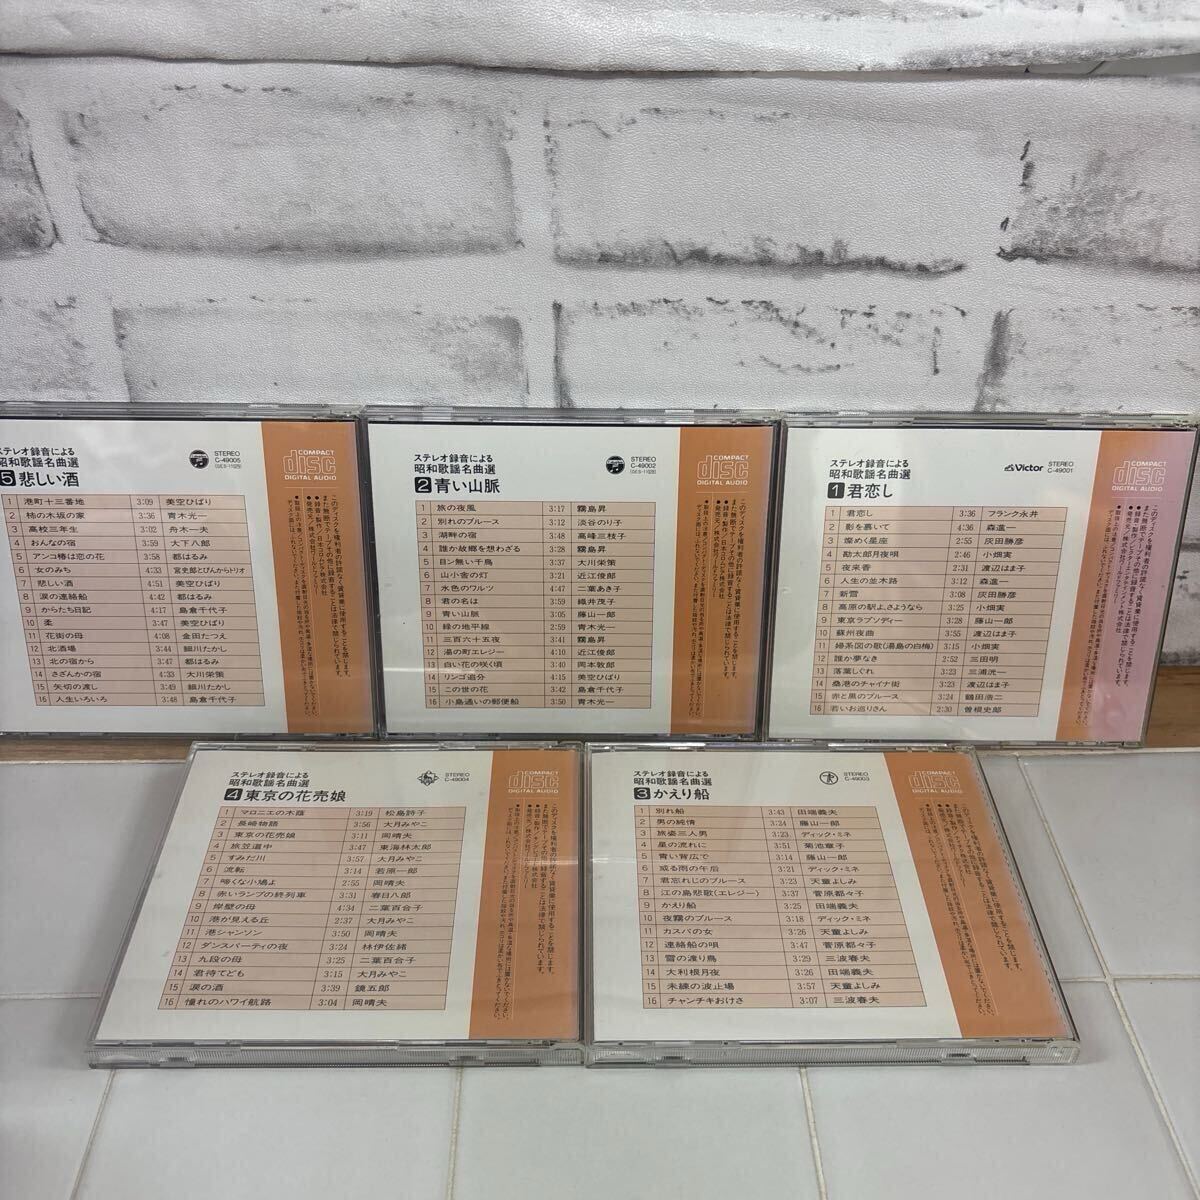 ステレオ録音による
昭和歌謡名曲選
5 悲しい酒
STEREO
C-49005
COMPACT
disc
DIGITAL AUDIO
1 港町十三番地 3:09 美空ひばり
2 柿の木坂の家 3:36 青木光一
3 高校三年生 3:02 舟木一夫
4 おんなの宿 3:59 大下八郎
5 アンコ椿は恋の花 3:58 都はるみ
6 女のみち 4:33 宮史郎とぴんからトリオ
7 悲しい酒 4:51 美空ひばり
8 涙の連絡船 4:42 都はるみ
9 からたち日記 4:17 島倉千代子
10 柔 3:47 美空ひばり
11 花街の母 4:08 金田たつえ
12 北酒場 3:44 細川たかし
13 北の宿から 3:47 都はるみ
14 さざんかの宿 4:33 大川栄策
15 矢切の渡し 3:49 細川たかし
16 人生いろいろ 3:48 島倉千代子
ステレオ録音による
昭和歌謡名曲選
2 青い山脈
STEREO
C-49002
COMPACT
disc
DIGITAL AUDIO
1 旅の夜風 3:17 霧島昇
2 別れのブルース 3:12 淡谷のり子
3 湖畔の宿 3:48 高峰三枝子
4 誰か故郷を想わざる 3:28 霧島昇
5 目ン無い千鳥 3:37 大川栄策
6 山小舎の灯 3:21 近江俊郎
7 水色のワルツ 4:28 二葉あき子
8 君の名は 3:59 織井茂子
9 青い山脈 3:05 藤山一郎
10 緑の地平線 2:59 青木光一
11 三百六十五夜 3:41 霧島昇
12 湯の町エレジー 4:10 近江俊郎
13 白い花の咲く頃 3:40 岡本敦郎
14 リンゴ追分 4:15 美空ひばり
15 この世の花 3:42 島倉千代子
16 小島通いの郵便船 3:50 青木光一
ステレオ録音による
昭和歌謡名曲選
1 君恋し
Victor
STEREO
C-49001
COMPACT
disc
DIGITAL AUDIO
1 君恋し 3:36 フランク永井
2 影を慕いて 4:36 森進一
3 燦めく星座 2:55 灰田勝彦
4 勘太郎月夜唄 2:46 小畑実
5 夜来香 2:31 渡辺はま子
6 人生の並木路 3:12 森進一
7 新雪 3:08 灰田勝彦
8 高原の駅よさようなら 3:25 小畑実
9 東京ラプソディー 3:28 藤山一郎
10 蘇州夜曲 3:55 渡辺はま子
11 婦系図の歌(湯島の白梅) 3:15 小畑実
12 誰か夢なき 2:52 三田明
13 落葉しぐれ 3:23 三浦洸一
14 桑港のチャイナ街 3:23 渡辺はま子
15 赤と黒のブルース 3:24 鶴田浩二
16 若いお巡りさん 2:30 曽根史郎
ステレオ録音による
昭和歌謡名曲選
4 東京の花売娘
STEREO
C-49004
COMPACT
disc
DIGITAL AUDIO
1 マロニエの木蔭 3:19 松島詩子
2 長崎物語 3:56 大月みやこ
3 東京の花売娘 3:11 岡晴夫
4 旅笠道中 3:47 東海林太郎
5 すみだ川 3:57 大月みやこ
6 流転 3:14 若原一郎
7 啼くな小鳩よ 2:55 岡晴夫
8 赤いランプの終列車 3:31 春日八郎
9 岸壁の母 4:34 二葉百合子
10 港が見える丘 2:37 大月みやこ
11 港シャンソン 3:50 岡晴夫
12 ダンスパーティの夜 3:24 林伊佐緒
13 九段の母 3:25 二葉百合子
14 君待てども 3:15 大月みやこ
15 涙の酒 3:39 鏡五郎
16 憧れのハワイ航路 3:04 岡晴夫
ステレオ録音による
昭和歌謡名曲選
3 かえり船
STEREO
C-49003
COMPACT
disc
DIGITAL AUDIO
1 別れ船 3:43 田端義夫
2 男の純情 3:24 藤山一郎
3 旅姿三人男 3:23 ディック・ミネ
4 星の流れに 3:51 菊池章子
5 青い背広で 3:14 藤山一郎
6 或る雨の午后 3:21 ディック・ミネ
7 君忘れじのブルース 3:23 天童よしみ
8 江の島悲歌(エレジー) 3:37 菅原都々子
9 かえり船 3:25 田端義夫
10 夜霧のブルース 3:18 ディック・ミネ
11 カスバの女 3:26 天童よしみ
12 連絡船の唄 3:47 菅原都々子
13 雪の渡り鳥 3:29 三波春夫
14 大利根月夜 3:26 田端義夫
15 未練の波止場 3:57 天童よしみ
16 チャンチキおけさ 3:07 三波春夫